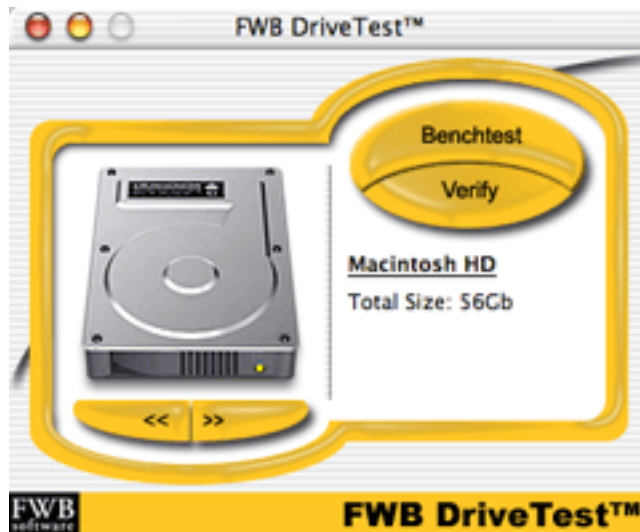 FWB DriveTest™
Benchtest
Verify
Macintosh HD
Total Size: 56Gb
<< >>
FWB
software
FWB DriveTest™